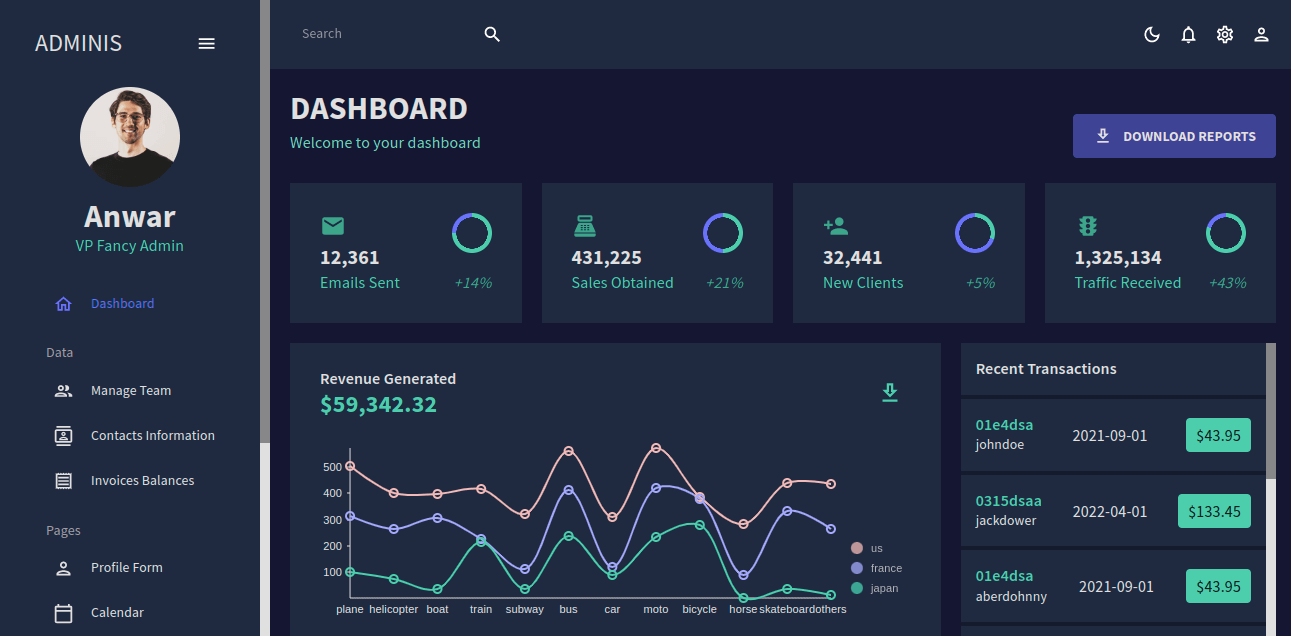 ADMINIS
Anwar
VP Fancy Admin
Dashboard
Data
Manage Team
Contacts Information
Invoices Balances
Pages
Profile Form
Calendar
Search
DASHBOARD
Welcome to your dashboard
DOWNLOAD REPORTS
12,361
Emails Sent +14%
431,225
Sales Obtained +21%
32,441
New Clients +5%
1,325,134
Traffic Received +43%
Revenue Generated
$59,342.32
500
400
300
200
100
plane helicopter boat train subway bus car moto bicycle horse skateboard others
us
france
japan
Recent Transactions
01e4dsa
johndoe
2021-09-01
$43.95
0315dsaa
jackdower
2022-04-01
$133.45
01e4dsa
aberdohnny
2021-09-01
$43.95